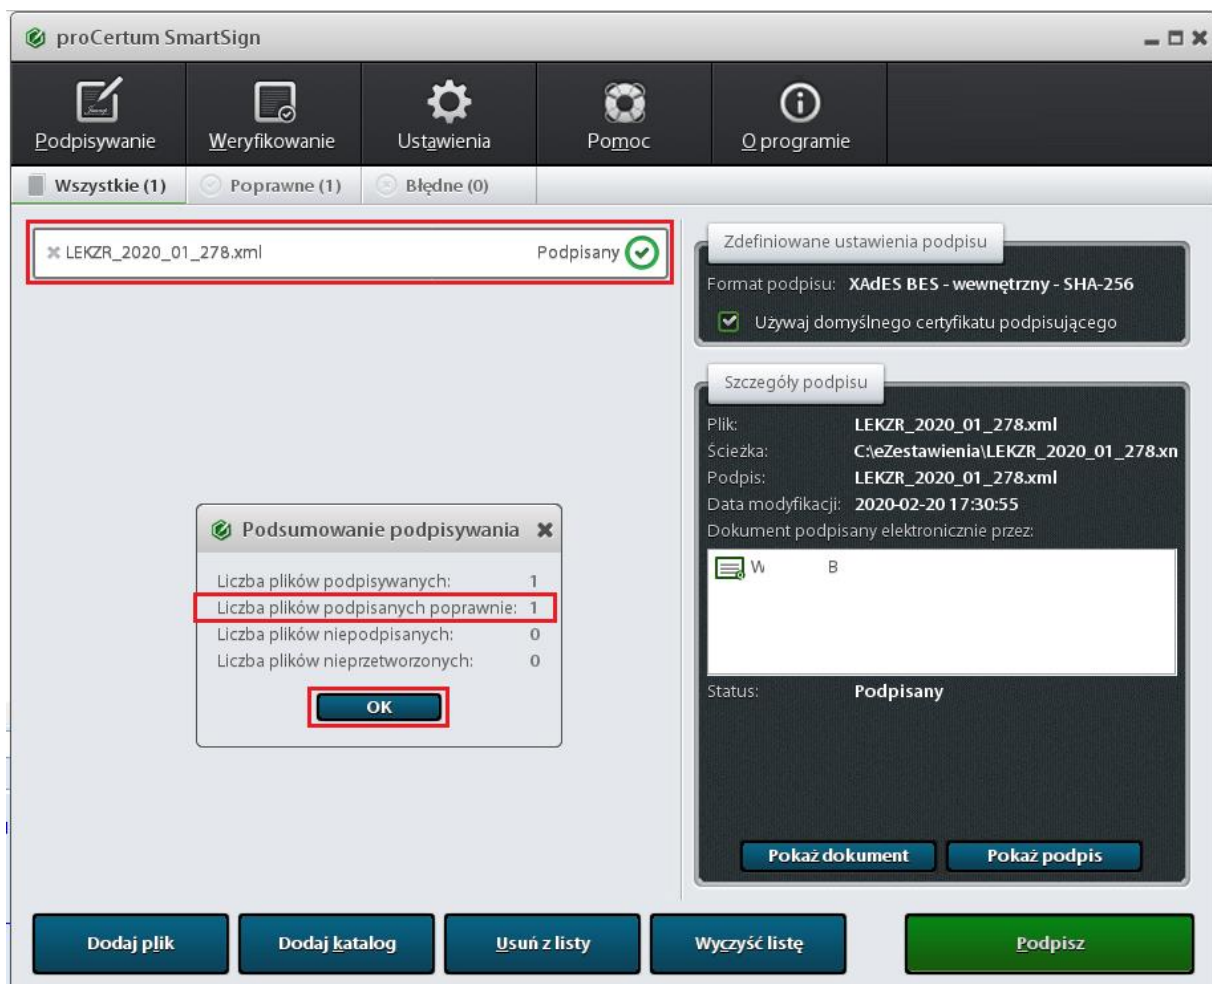 proCertum SmartSign
Podpisywanie Weryfikowanie Ustawienia Pomoc O programie
Wszystkie (1) Poprawne (1) Błędne (0)
LEKZR_2020_01_278.xml Podpisany
Zdefiniowane ustawienia podpisu
Format podpisu: XAdES BES - wewnętrzny - SHA-256
Używaj domyślnego certyfikatu podpisującego
Szczegóły podpisu
Plik: LEKZR_2020_01_278.xml
Ścieżka: C:\eZestawienia\LEKZR_2020_01_278.xn
Podpis: LEKZR_2020_01_278.xml
Data modyfikacji: 2020-02-20 17:30:55
Dokument podpisany elektronicznie przez:
W B
Status: Podpisany
Pokaż dokument Pokaż podpis
Podsumowanie podpisywania
Liczba plików podpisywanych: 1
Liczba plików podpisanych poprawnie: 1
Liczba plików niepodpisanych: 0
Liczba plików nieprzetworzonych: 0
OK
Dodaj plik Dodaj katalog Usuń z listy Wyczyść listę Podpisz